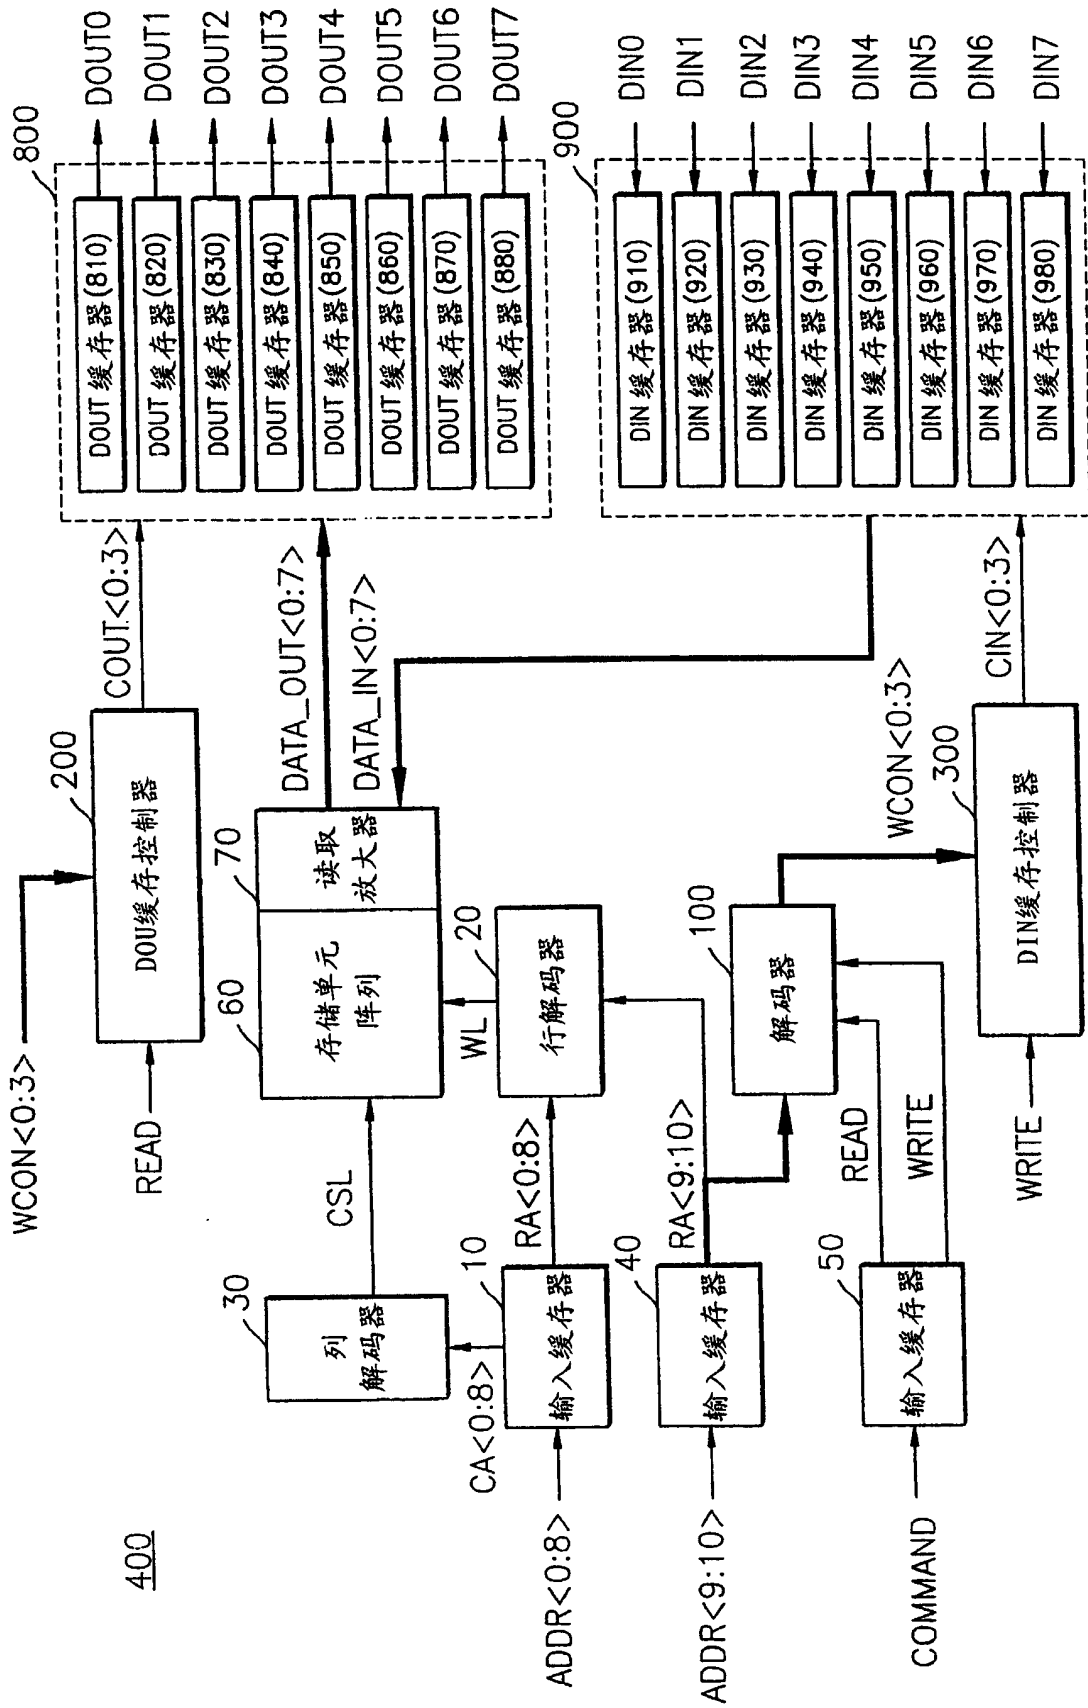 400
WCON<0:3>
READ
200
DOU缓存控制器
COUT<0:3>
800
DOUT缓存器(810)
DOUT0
DOUT缓存器(820)
DOUT1
DOUT缓存器(830)
DOUT2
DOUT缓存器(840)
DOUT3
DOUT缓存器(850)
DOUT4
DOUT缓存器(860)
DOUT5
DOUT缓存器(870)
DOUT6
DOUT缓存器(880)
DOUT7
30
列
解码器
CSL
60
存储单元
阵列
70
读取
放大器
DATA_OUT<0:7>
DATA_IN<0:7>
CA<0:8>
WL
ADDR<0:8>
10
输入缓存器
RA<0:8>
20
行解码器
ADDR<9:10>
40
输入缓存器
RA<9:10>
100
解码器
WCON<0:3>
COMMAND
50
输入缓存器
READ
WRITE
WRITE
300
DIN缓存控制器
CIN<0:3>
900
DIN缓存器(910)
DIN0
DIN缓存器(920)
DIN1
DIN缓存器(930)
DIN2
DIN缓存器(940)
DIN3
DIN缓存器(950)
DIN4
DIN缓存器(960)
DIN5
DIN缓存器(970)
DIN6
DIN缓存器(980)
DIN7